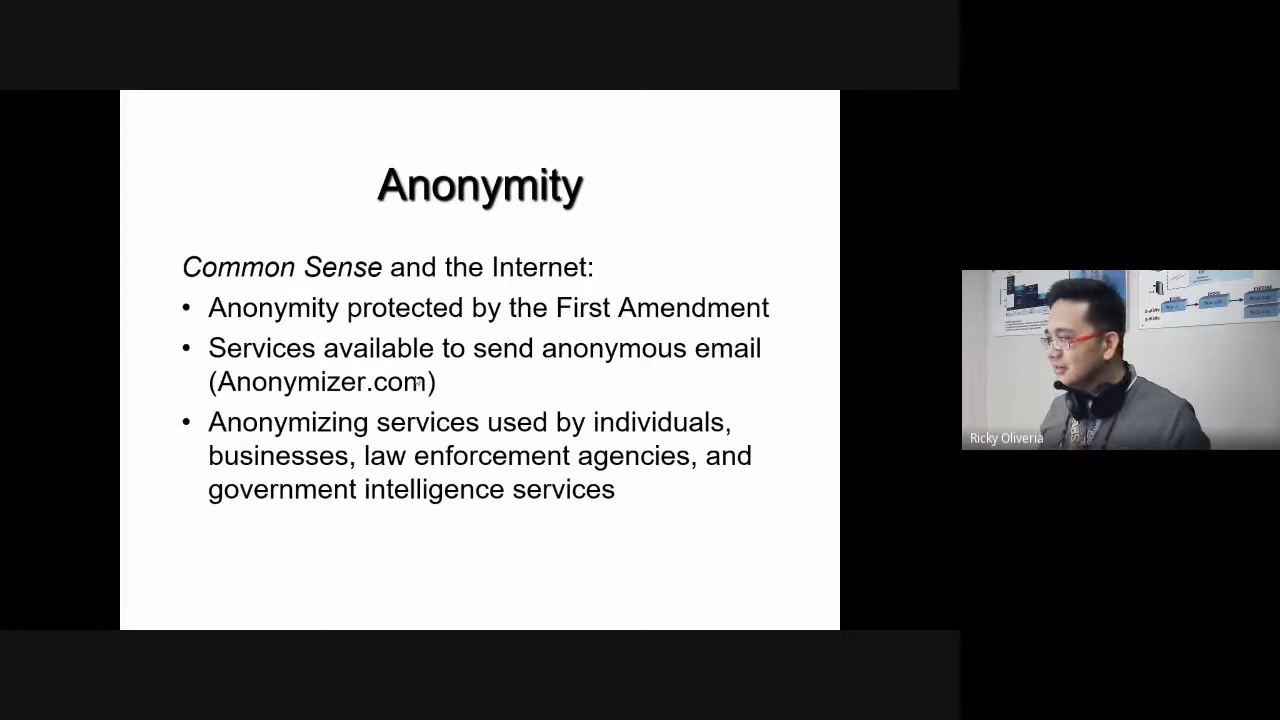 Anonymity
Common Sense and the Internet:
• Anonymity protected by the First Amendment
• Services available to send anonymous email
(Anonymizer.com)
• Anonymizing services used by individuals,
businesses, law enforcement agencies, and
government intelligence services
Ricky Oliveria